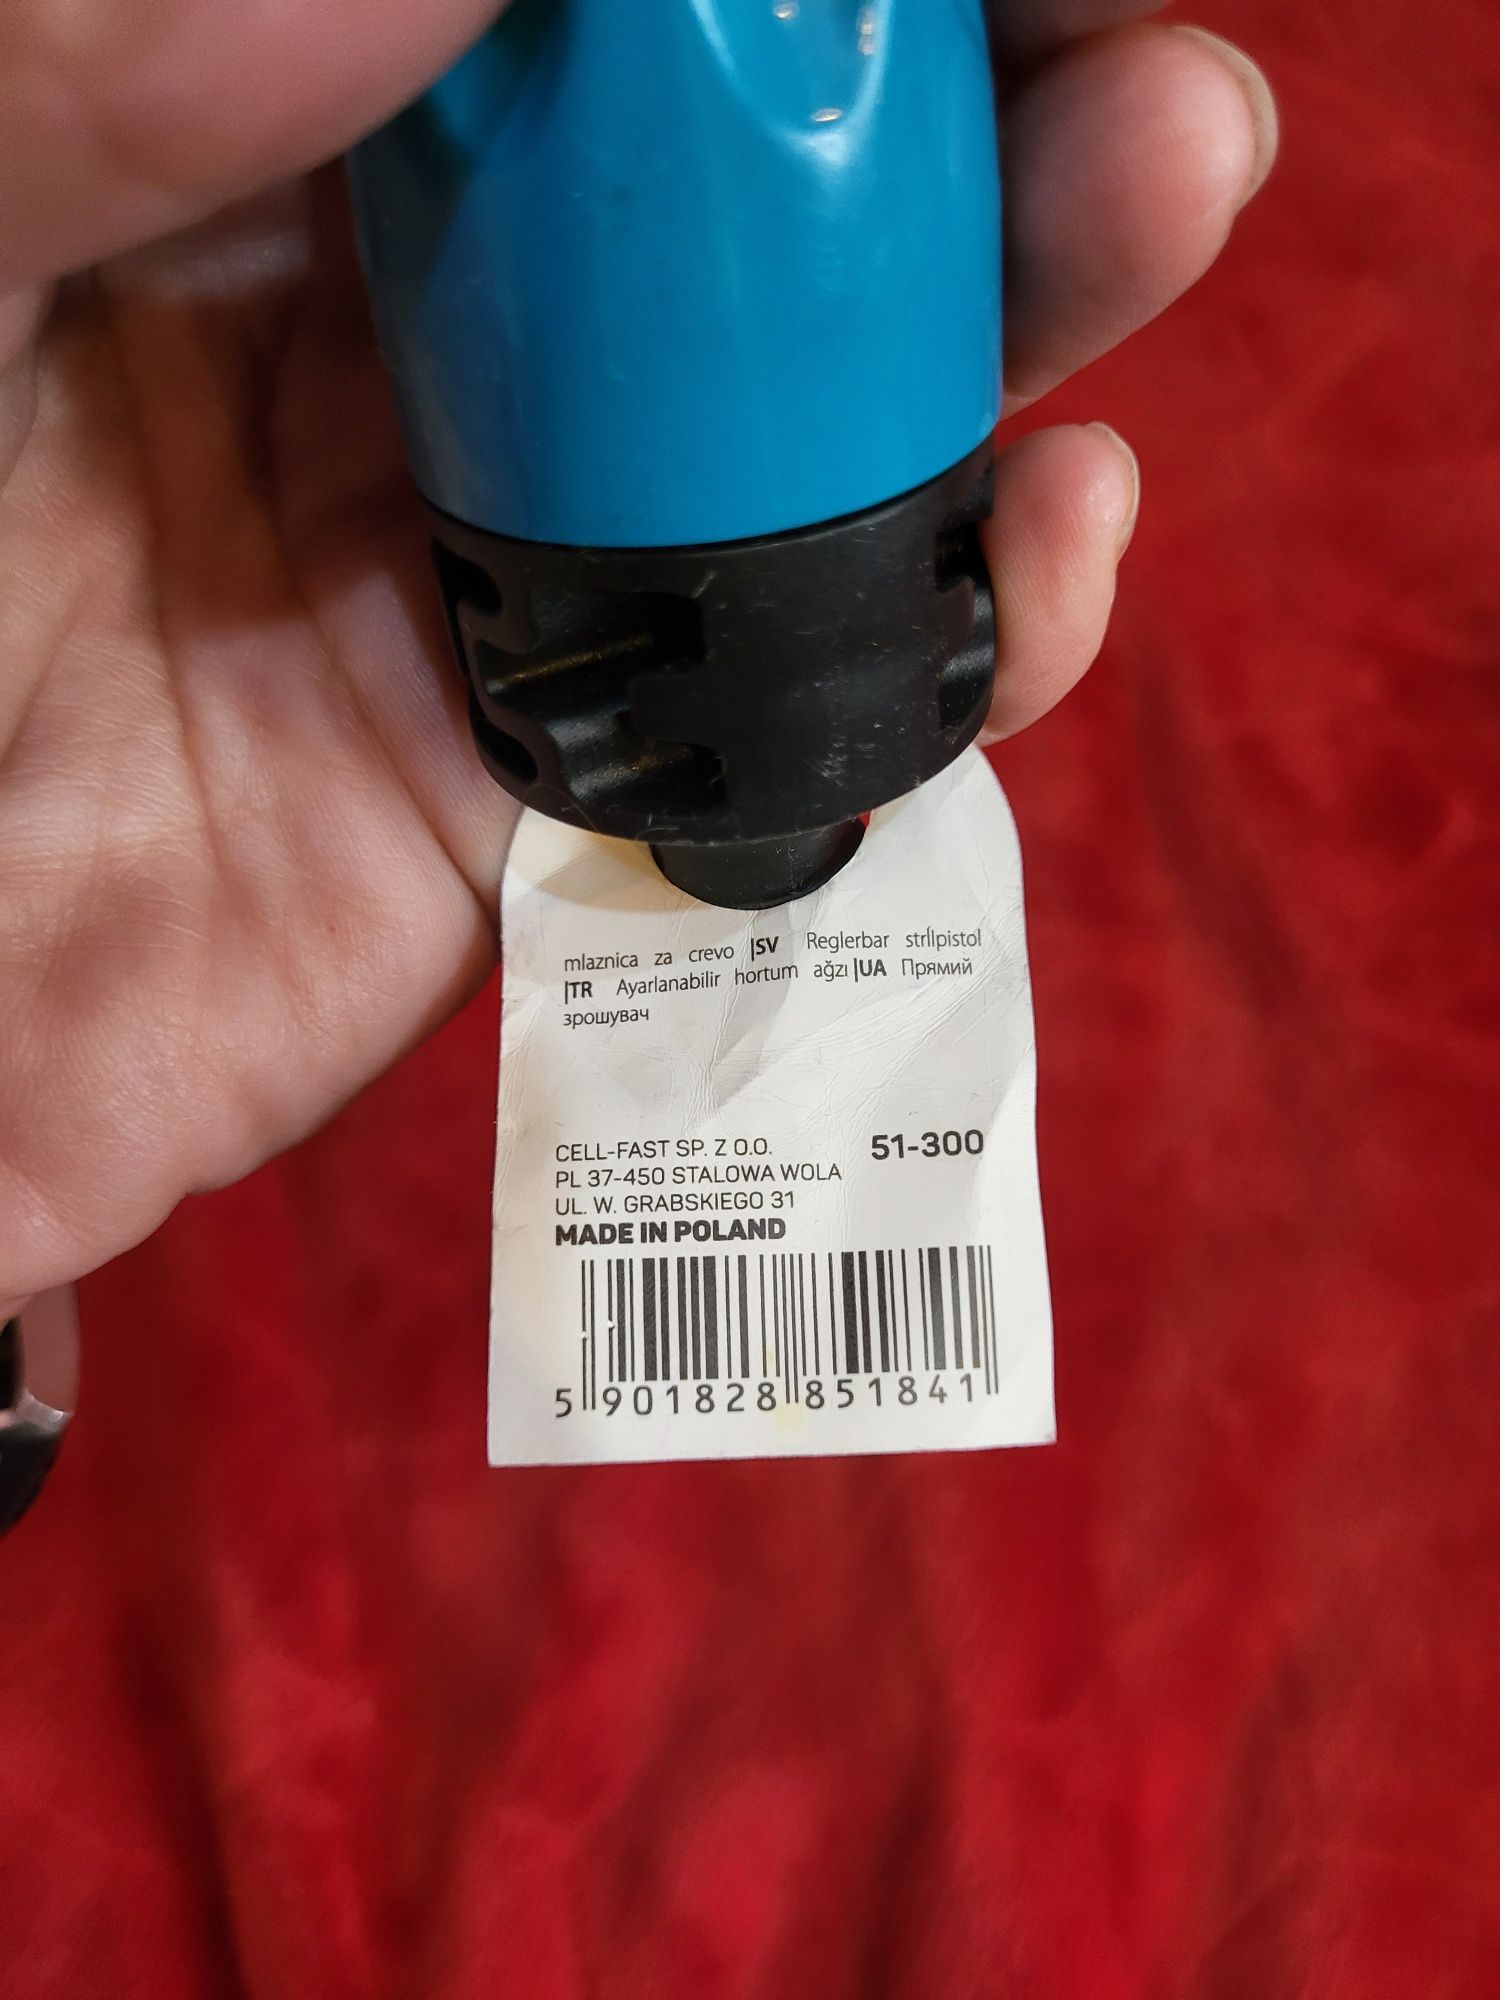 mlaznica za crevo |SV Reglerbar strÍlpistol
|TR Ayarlanabilir hortum ağzı |UA Прямий
зрошувач
CELL-FAST SP. Z O.O.
51-300
PL 37-450 STALOWA WOLA
UL. W. GRABSKIEGO 31
MADE IN POLAND
5 901828 851841